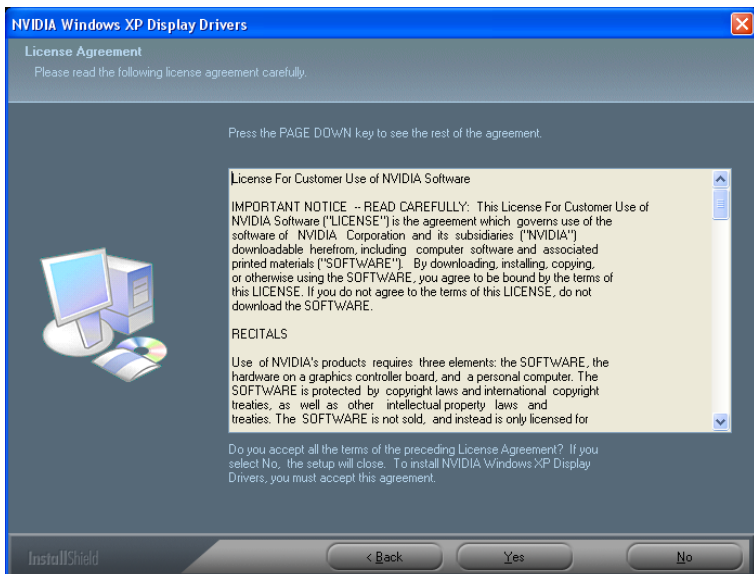 NVIDIA Windows XP Display Drivers
License Agreement
Please read the following license agreement carefully.
Press the PAGE DOWN key to see the rest of the agreement.
License For Customer Use of NVIDIA Software
IMPORTANT NOTICE -- READ CAREFULLY: This License For Customer Use of
NVIDIA Software ("LICENSE") is the agreement which governs use of the
software of NVIDIA Corporation and its subsidiaries ("NVIDIA")
downloadable herefrom, including computer software and associated
printed materials ("SOFTWARE"). By downloading, installing, copying,
or otherwise using the SOFTWARE, you agree to be bound by the terms of
this LICENSE. If you do not agree to the terms of this LICENSE, do not
download the SOFTWARE.
RECITALS
Use of NVIDIA's products requires three elements: the SOFTWARE, the
hardware on a graphics controller board, and a personal computer. The
SOFTWARE is protected by copyright laws and international copyright
treaties, as well as other intellectual property laws and
treaties. The SOFTWARE is not sold, and instead is only licensed for
Do you accept all the terms of the preceding License Agreement? If you
select No, the setup will close. To install NVIDIA Windows XP Display
Drivers, you must accept this agreement.
InstallShield
< Back
Yes
No